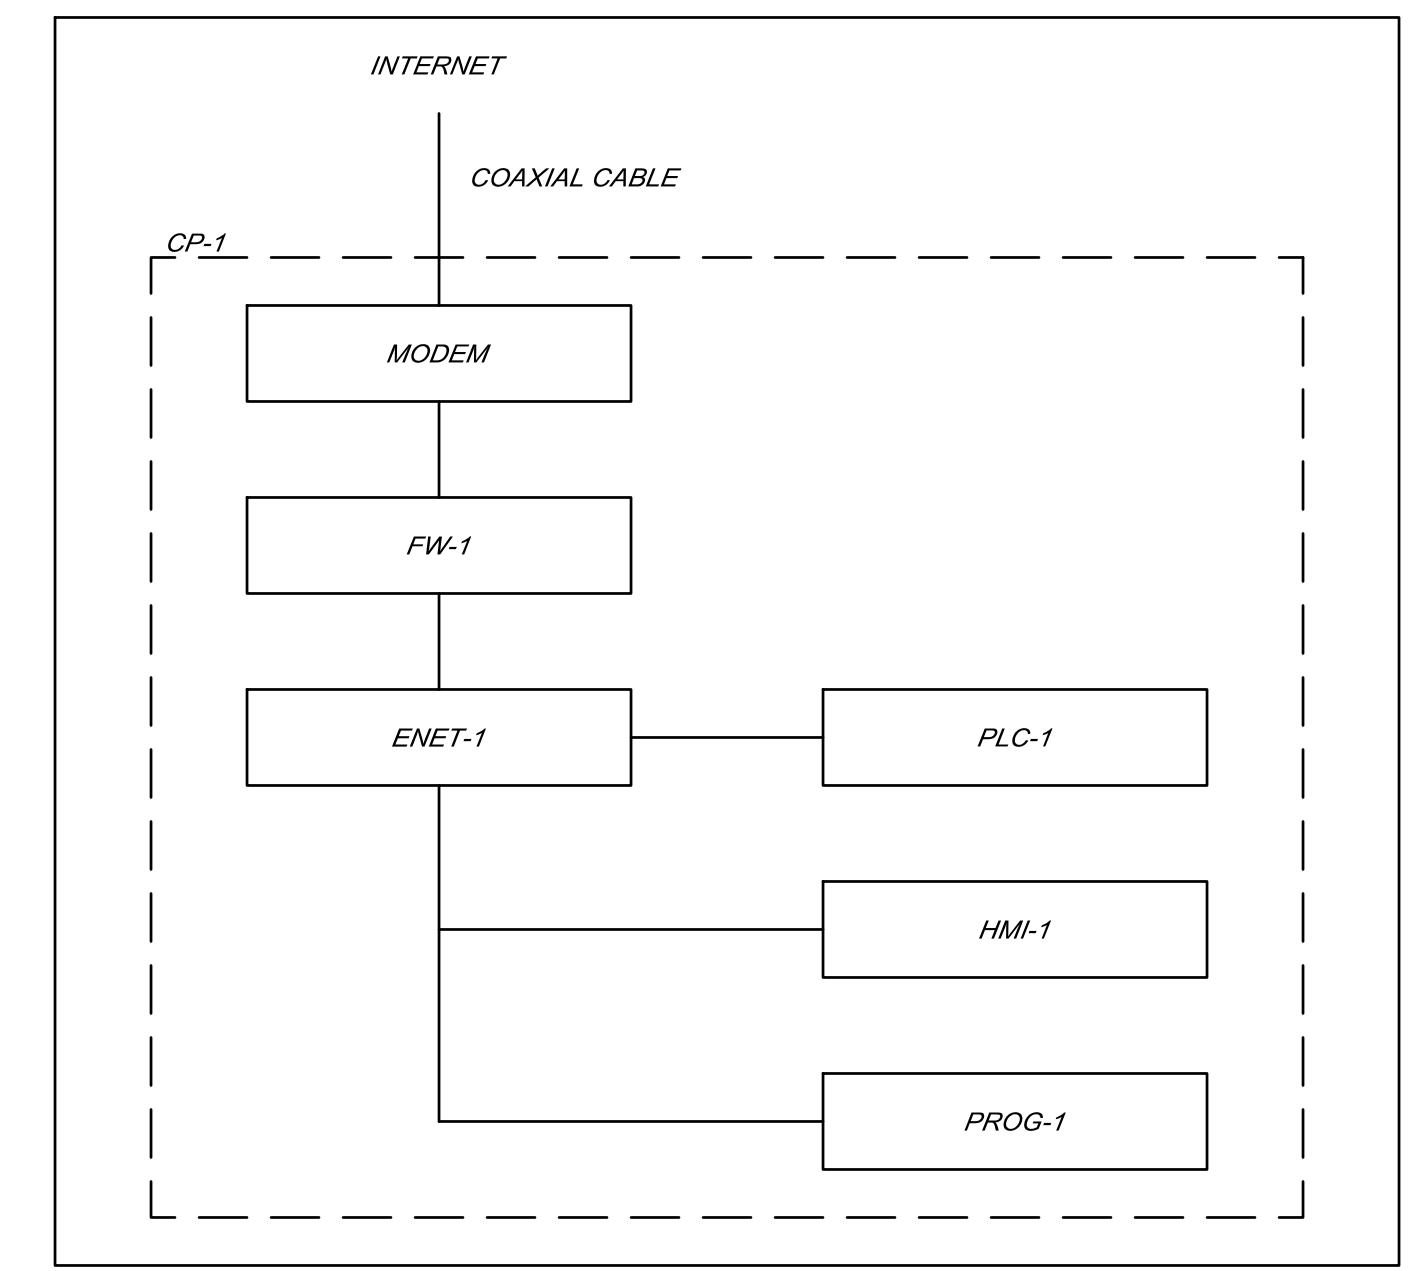 INTERNET
COAXIAL CABLE
CP-1
MODEM
FW-1
ENET-1
PLC-1
HMI-1
PROG-1